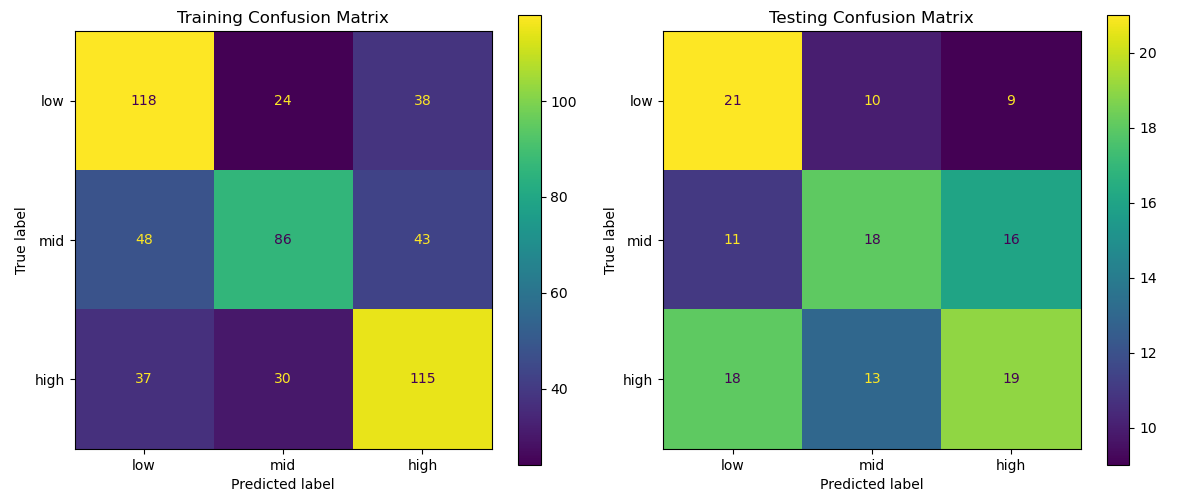 Training Confusion Matrix
low 118 24 38
mid 48 86 43
high 37 30 115
low mid high
Predicted label
True label
100
80
60
40
Testing Confusion Matrix
low 21 10 9
mid 11 18 16
high 18 13 19
low mid high
Predicted label
True label
20
18
16
14
12
10